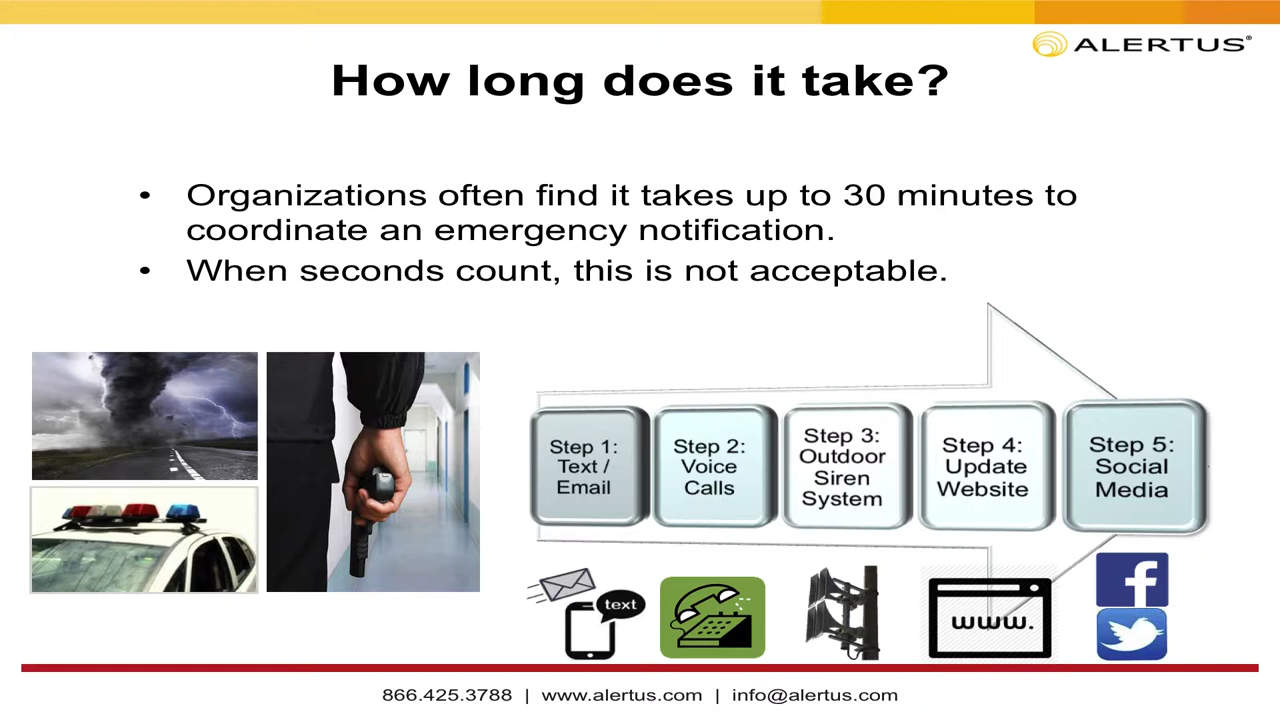 ALERTUS®
How long does it take?
• Organizations often find it takes up to 30 minutes to
coordinate an emergency notification.
• When seconds count, this is not acceptable.
Step 1:
Text /
Email
Step 2:
Voice
Calls
Step 3:
Outdoor
Siren
System
Step 4:
Update
Website
Step 5:
Social
Media
text
www.
f
866.425.3788 | www.alertus.com | info@alertus.com